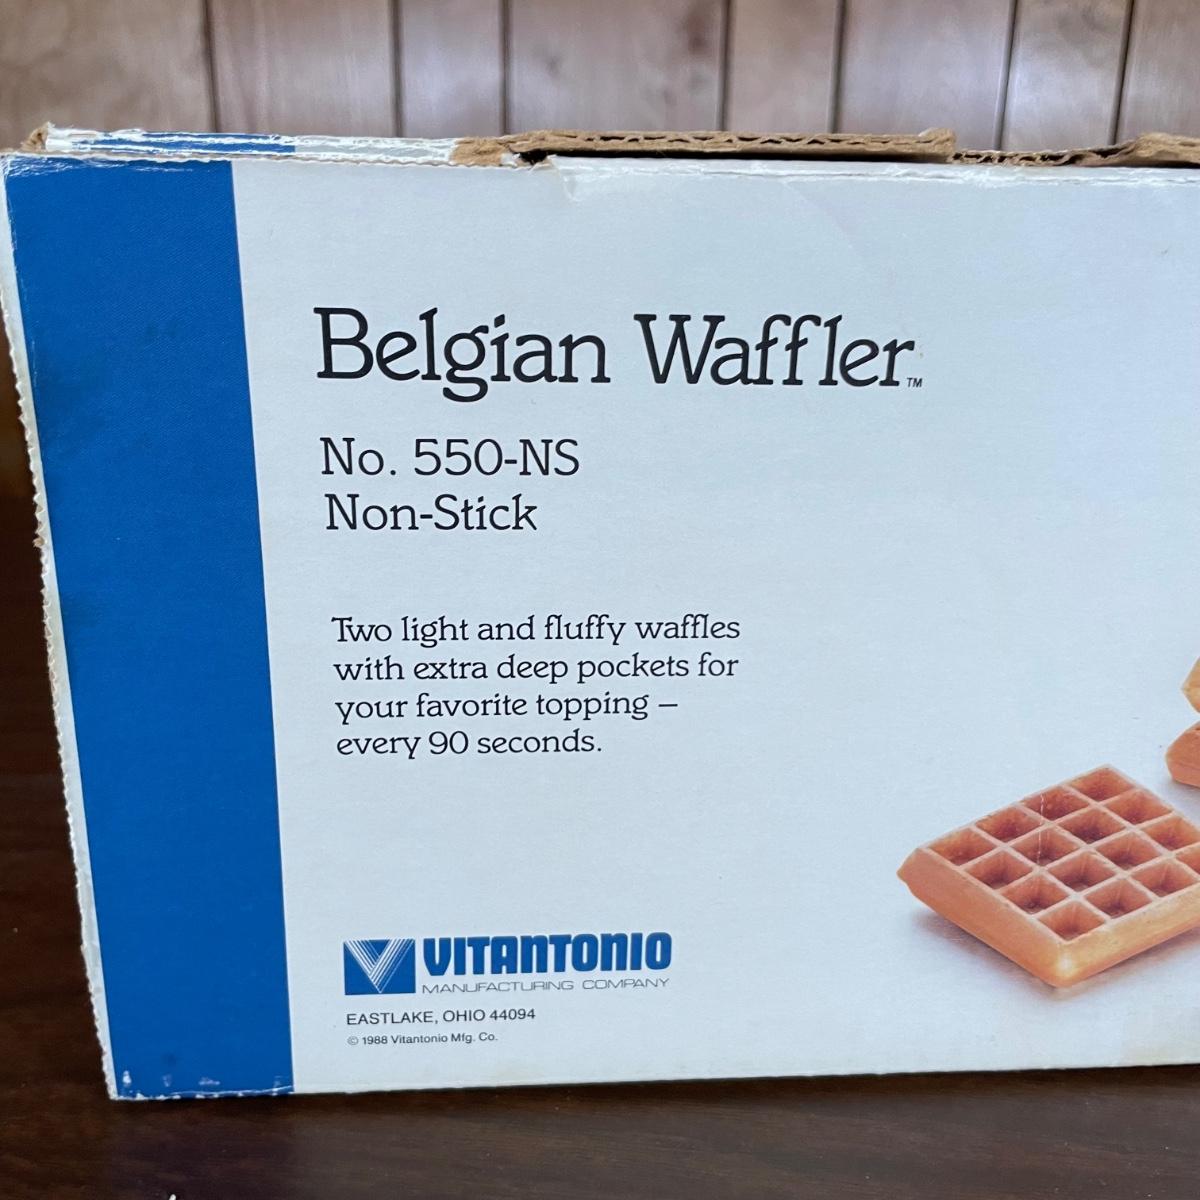 Belgian Waffler™
No. 550-NS
Non-Stick
Two light and fluffy waffles
with extra deep pockets for
your favorite topping –
every 90 seconds.
VITANTONIO
MANUFACTURING COMPANY
EASTLAKE, OHIO 44094
© 1988 Vitantonio Mfg. Co.